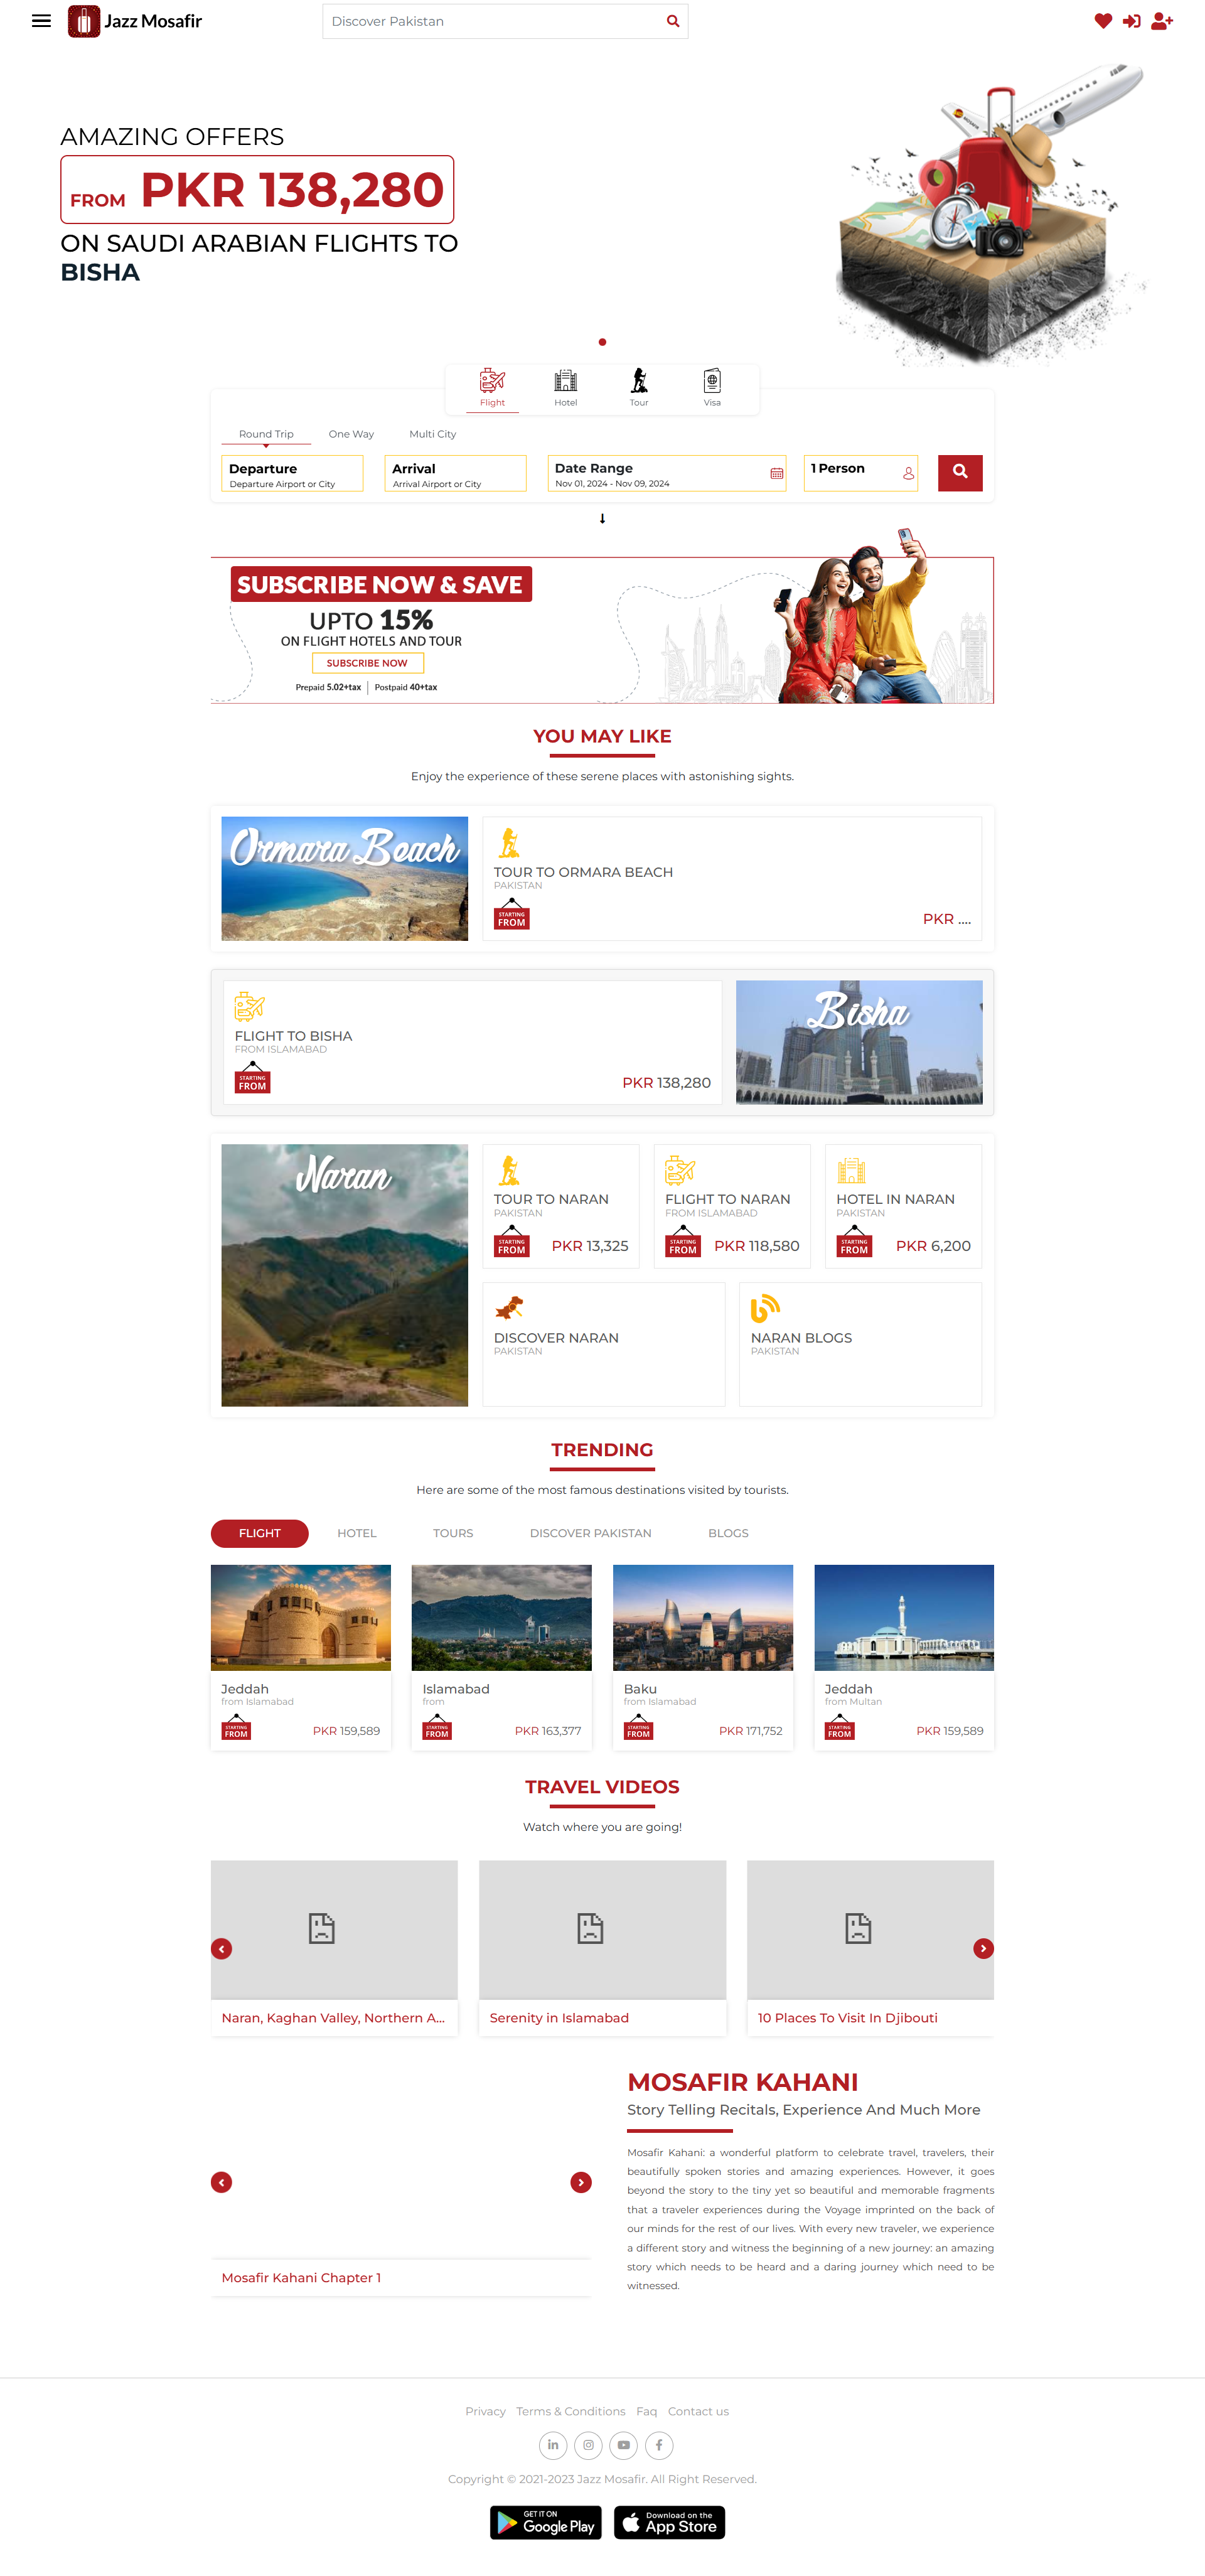 Jazz Mosafir
Discover Pakistan
AMAZING OFFERS
FROM PKR 138,280
ON SAUDI ARABIAN FLIGHTS TO
BISHA
Flight
Hotel
Tour
Visa
Round Trip
One Way
Multi City
Departure
Departure Airport or City
Arrival
Arrival Airport or City
Date Range
Nov 01, 2024 - Nov 09, 2024
1 Person
SUBSCRIBE NOW & SAVE
UPTO 15%
ON FLIGHT HOTELS AND TOUR
SUBSCRIBE NOW
Prepaid 5.02+tax | Postpaid 40+tax
YOU MAY LIKE
Enjoy the experience of these serene places with astonishing sights.
Ormara Beach
TOUR TO ORMARA BEACH
PAKISTAN
STARTING
FROM
PKR ....
FLIGHT TO BISHA
FROM ISLAMABAD
STARTING
FROM
PKR 138,280
Bisha
Naran
TOUR TO NARAN
PAKISTAN
STARTING
FROM
PKR 13,325
FLIGHT TO NARAN
FROM ISLAMABAD
STARTING
FROM
PKR 118,580
HOTEL IN NARAN
PAKISTAN
STARTING
FROM
PKR 6,200
DISCOVER NARAN
PAKISTAN
NARAN BLOGS
PAKISTAN
TRENDING
Here are some of the most famous destinations visited by tourists.
FLIGHT
HOTEL
TOURS
DISCOVER PAKISTAN
BLOGS
Jeddah
from Islamabad
STARTING
FROM
PKR 159,589
Islamabad
from
STARTING
FROM
PKR 163,377
Baku
from Islamabad
STARTING
FROM
PKR 171,752
Jeddah
from Multan
STARTING
FROM
PKR 159,589
TRAVEL VIDEOS
Watch where you are going!
Naran, Kaghan Valley, Northern A...
Serenity in Islamabad
10 Places To Visit In Djibouti
MOSAFIR KAHANI
Story Telling Recitals, Experience And Much More
Mosafir Kahani: a wonderful platform to celebrate travel, travelers, their
beautifully spoken stories and amazing experiences. However, it goes
beyond the story to the tiny yet so beautiful and memorable fragments
that a traveler experiences during the Voyage imprinted on the back of
our minds for the rest of our lives. With every new traveler, we experience
a different story and witness the beginning of a new journey: an amazing
story which needs to be heard and a daring journey which need to be
witnessed.
Mosafir Kahani Chapter 1
Privacy
Terms & Conditions
Faq
Contact us
Copyright © 2021-2023 Jazz Mosafir. All Right Reserved.
GET IT ON
Google Play
Download on the
App Store